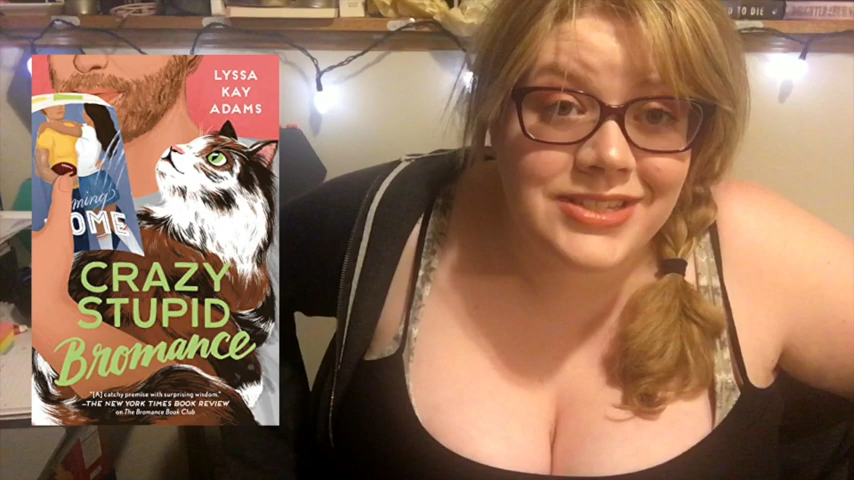 TO DIE
LYSSA
KAY
ADAMS
ming
OME
CRAZY
STUPID
Bromance
"[A] catchy premise with surprising wisdom."
—THE NEW YORK TIMES BOOK REVIEW
on The Bromance Book Club